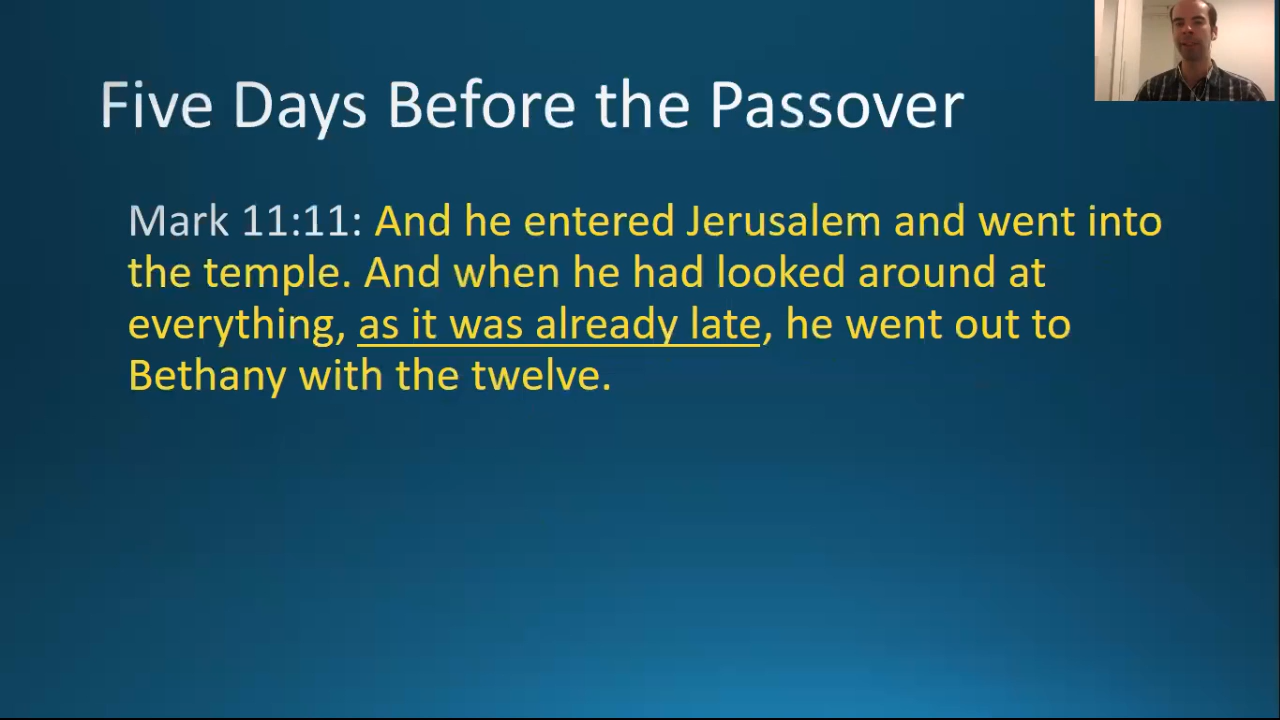 Five Days Before the Passover
Mark 11:11: And he entered Jerusalem and went into
the temple. And when he had looked around at
everything, as it was already late, he went out to
Bethany with the twelve.